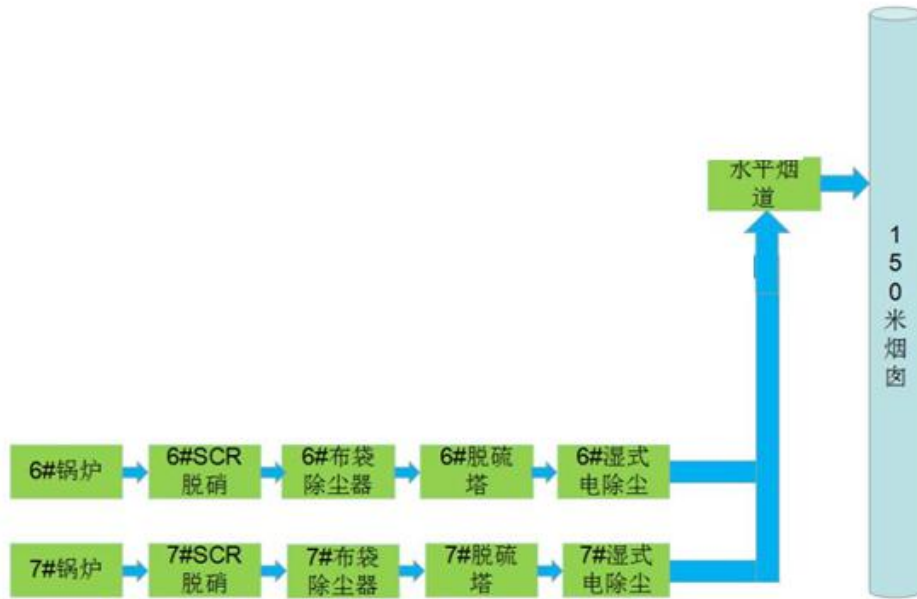 水平烟
道
1
5
0
米
烟
囱
6#锅炉
6#SCR
脱硝
6#布袋
除尘器
6#脱硫
塔
6#湿式
电除尘
7#锅炉
7#SCR
脱硝
7#布袋
除尘器
7#脱硫
塔
7#湿式
电除尘